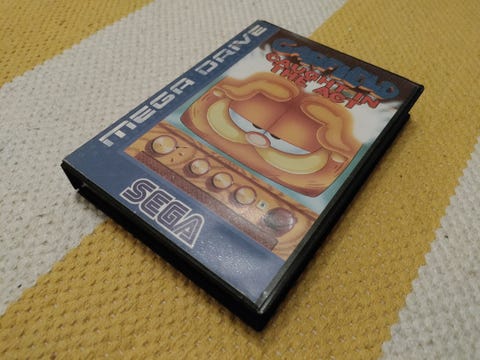 MEGA DRIVE
GARFIELD
CAUGHT IN
THE ACT
SEGA